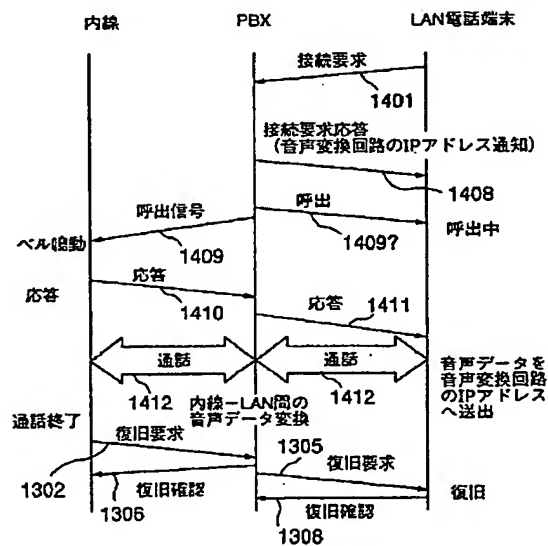 内線
PBX
LAN電話端末
接続要求
1401
接続要求応答
(音声変換回路のIPアドレス通知)
1408
呼出信号
呼出
ベル鳴動
1409
1409?
呼出中
応答
応答
1410
応答
1411
通話
通話
1412
1412
音声データを
音声変換回路
のIPアドレス
へ送出
内線-LAN間の
音声データ変換
通話終了
復旧要求
1305
復旧要求
1302
1306
復旧確認
復旧確認
1308
復旧